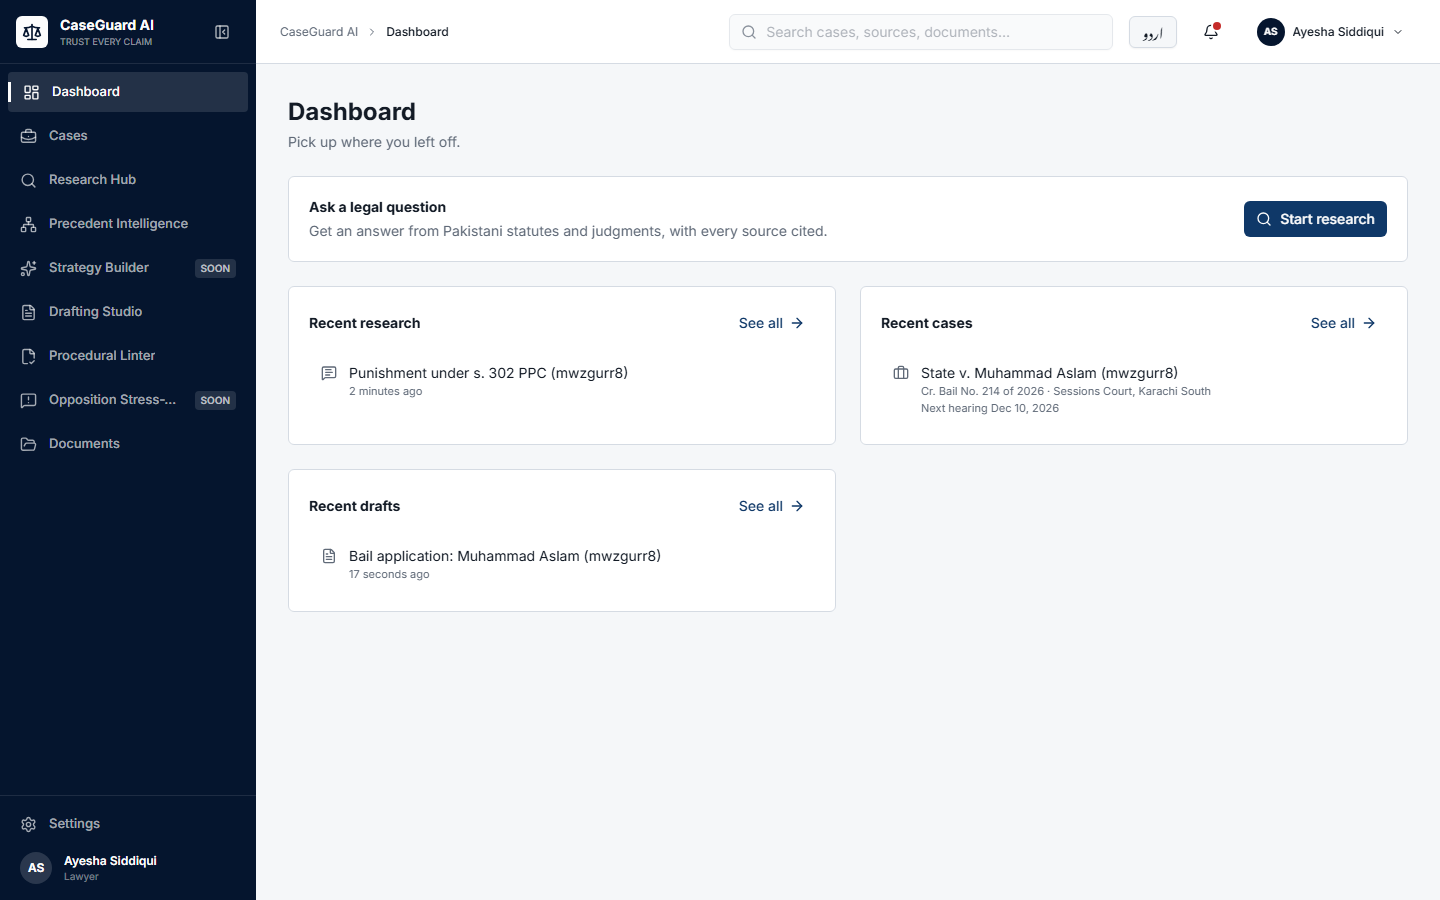 CaseGuard AI
TRUST EVERY CLAIM
Dashboard
Cases
Research Hub
Precedent Intelligence
Strategy Builder SOON
Drafting Studio
Procedural Linter
Opposition Stress-... SOON
Documents
Settings
AS Ayesha Siddiqui
Lawyer
CaseGuard AI > Dashboard
Search cases, sources, documents...
اردو
AS Ayesha Siddiqui
Dashboard
Pick up where you left off.
Ask a legal question
Get an answer from Pakistani statutes and judgments, with every source cited.
Start research
Recent research
See all →
Punishment under s. 302 PPC (mwzgurr8)
2 minutes ago
Recent cases
See all →
State v. Muhammad Aslam (mwzgurr8)
Cr. Bail No. 214 of 2026 · Sessions Court, Karachi South
Next hearing Dec 10, 2026
Recent drafts
See all →
Bail application: Muhammad Aslam (mwzgurr8)
17 seconds ago